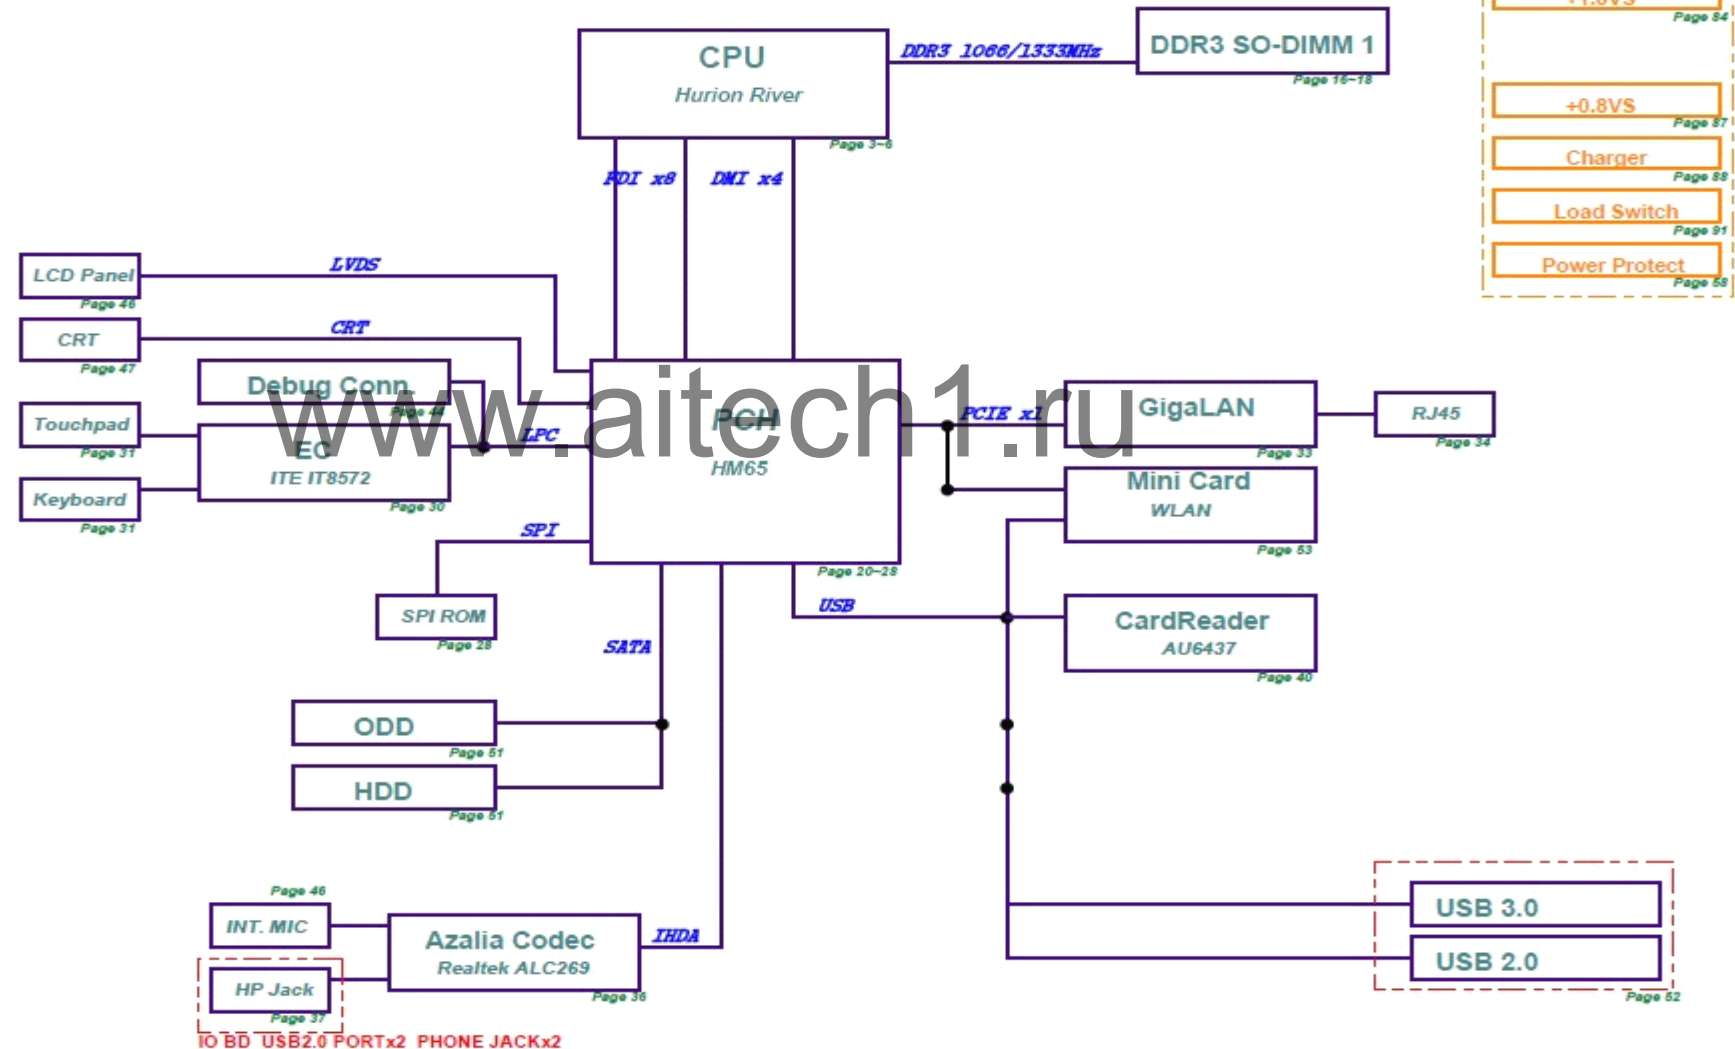 +1.8VS
Page 84
CPU
Hurion River
Page 3~6
DDR3 1066/1333MHz
DDR3 SO-DIMM 1
Page 16~18
+0.8VS
Page 87
Charger
Page 88
Load Switch
Page 91
Power Protect
Page 58
FDI x8
DMI x4
LCD Panel
Page 46
LVDS
CRT
Page 47
CRT
Debug Conn.
Page 44
Touchpad
Page 31
EC
ITE IT8572
Page 30
LPC
Keyboard
Page 31
PCH
HM65
Page 20~28
www.aitech1.ru
PCIE x1
GigaLAN
Page 33
RJ45
Page 34
Mini Card
WLAN
Page 53
SPI
SPI ROM
Page 28
USB
CardReader
AU6437
Page 40
SATA
ODD
Page 51
HDD
Page 51
Page 46
INT. MIC
Azalia Codec
Realtek ALC269
Page 36
IHDA
HP Jack
Page 37
IO BD USB2.0 PORTx2 PHONE JACKx2
USB 3.0
USB 2.0
Page 52